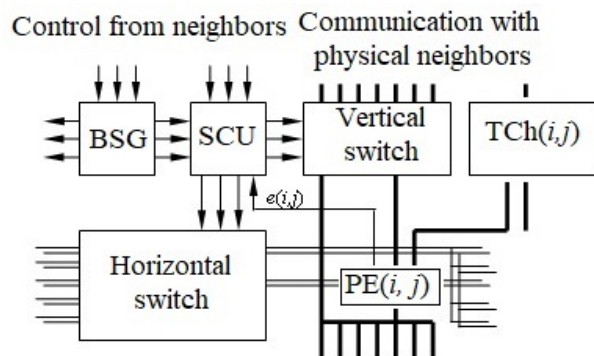 Control from neighbors
Communication with
physical neighbors
BSG
SCU
Vertical
switch
TCh(i,j)
e(i,j)
Horizontal
switch
PE(i, j)